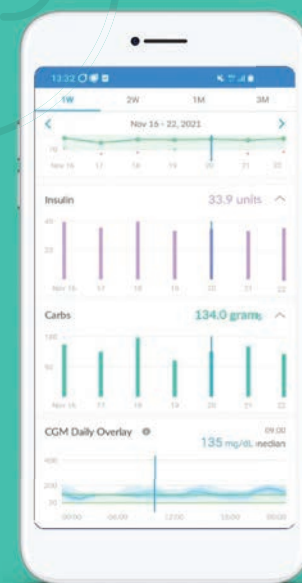 13:32
1W 2W 1M 3M
Nov 16 - 22, 2021
70
Nov 16 17 18 19 20 21 22
Insulin 33.9 units
40
20
Nov 16 17 18 19 20 21 22
Carbs 134.0 grams
180
90
Nov 16 17 18 19 20 21 22
CGM Daily Overlay 09:00
135 mg/dL median
400
200
00:00 06:00 12:00 18:00 00:00